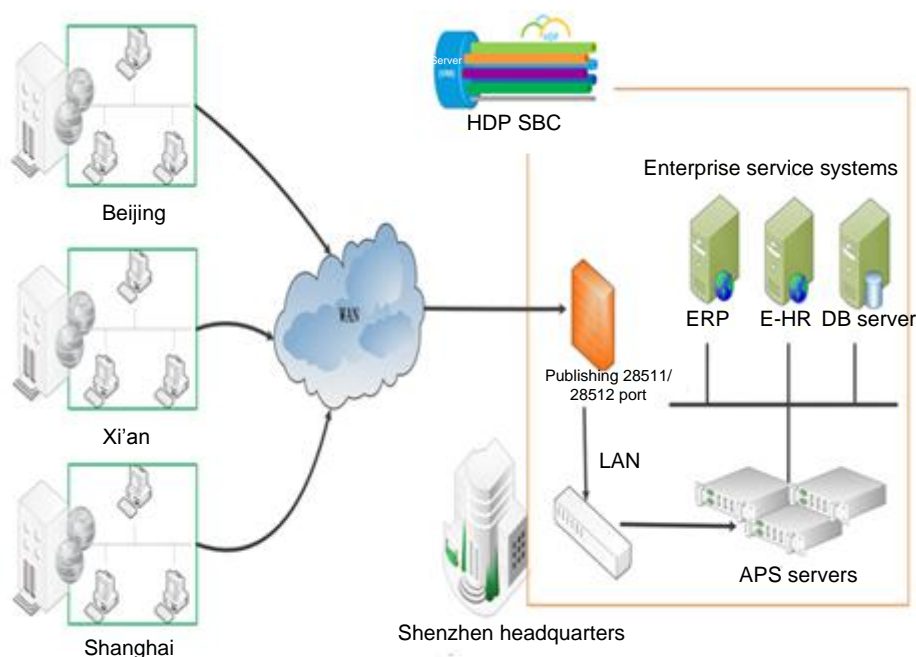 Server
HDP SBC
Enterprise service systems
Beijing
WAN
ERP
E-HR
DB server
Publishing 28511/
28512 port
Xi'an
LAN
APS servers
Shenzhen headquarters
Shanghai